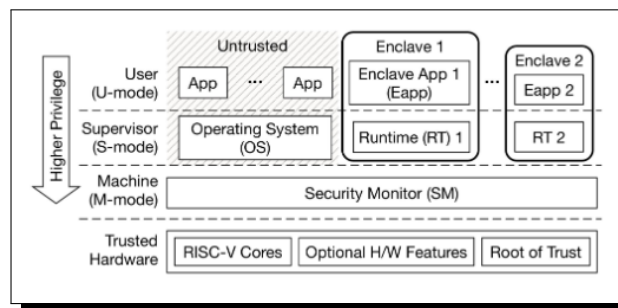 Untrusted
Enclave 1
Enclave 2
Higher Privilege
User
(U-mode)
App
...
App
Enclave App 1
(Eapp)
...
Eapp 2
Supervisor
(S-mode)
Operating System
(OS)
Runtime (RT) 1
RT 2
Machine
(M-mode)
Security Monitor (SM)
Trusted
Hardware
RISC-V Cores
Optional H/W Features
Root of Trust